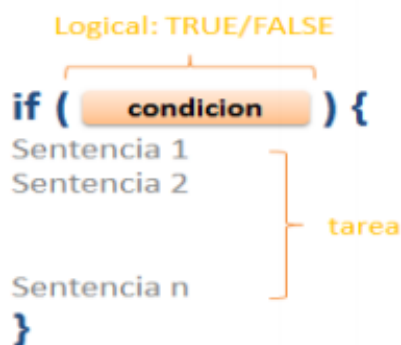 Logical: TRUE/FALSE
if ( condicion ) {
Sentencia 1
Sentencia 2
tarea
Sentencia n
}